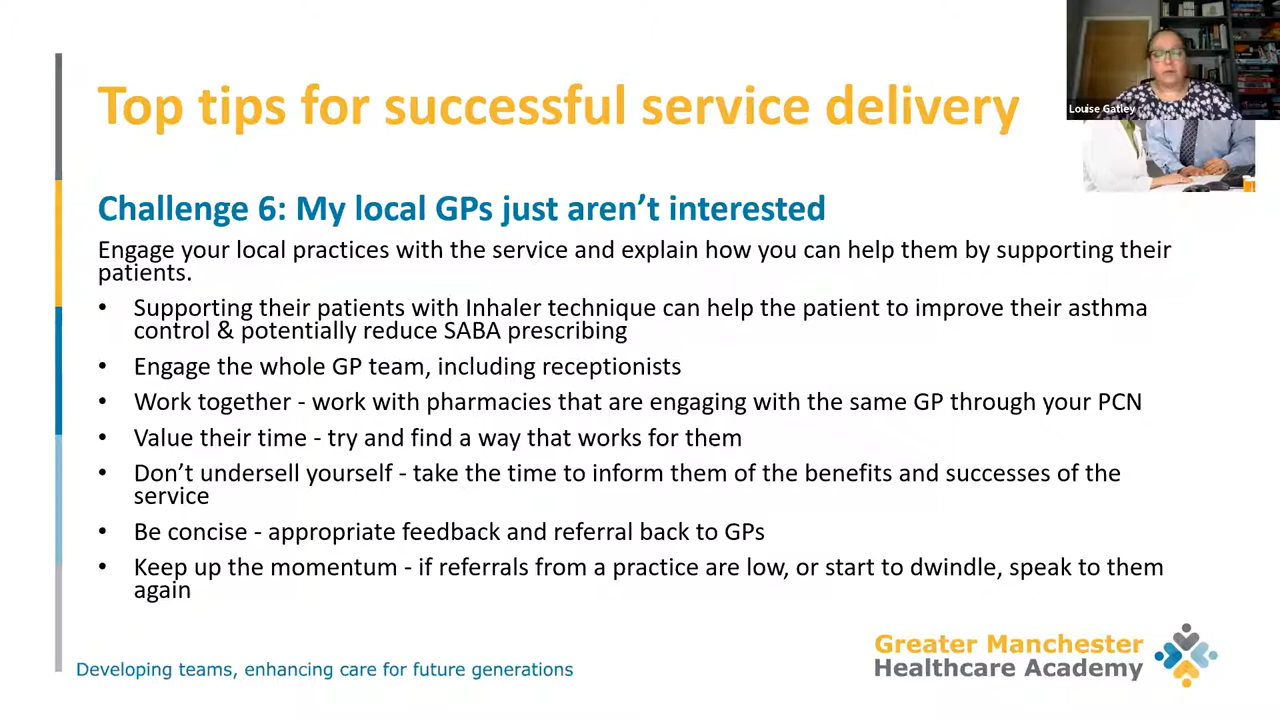 Top tips for successful service delivery
Louise Gatley
Challenge 6: My local GPs just aren’t interested
Engage your local practices with the service and explain how you can help them by supporting their
patients.
• Supporting their patients with Inhaler technique can help the patient to improve their asthma
control & potentially reduce SABA prescribing
• Engage the whole GP team, including receptionists
• Work together - work with pharmacies that are engaging with the same GP through your PCN
• Value their time - try and find a way that works for them
• Don’t undersell yourself - take the time to inform them of the benefits and successes of the
service
• Be concise - appropriate feedback and referral back to GPs
• Keep up the momentum - if referrals from a practice are low, or start to dwindle, speak to them
again
Developing teams, enhancing care for future generations
Greater Manchester
Healthcare Academy